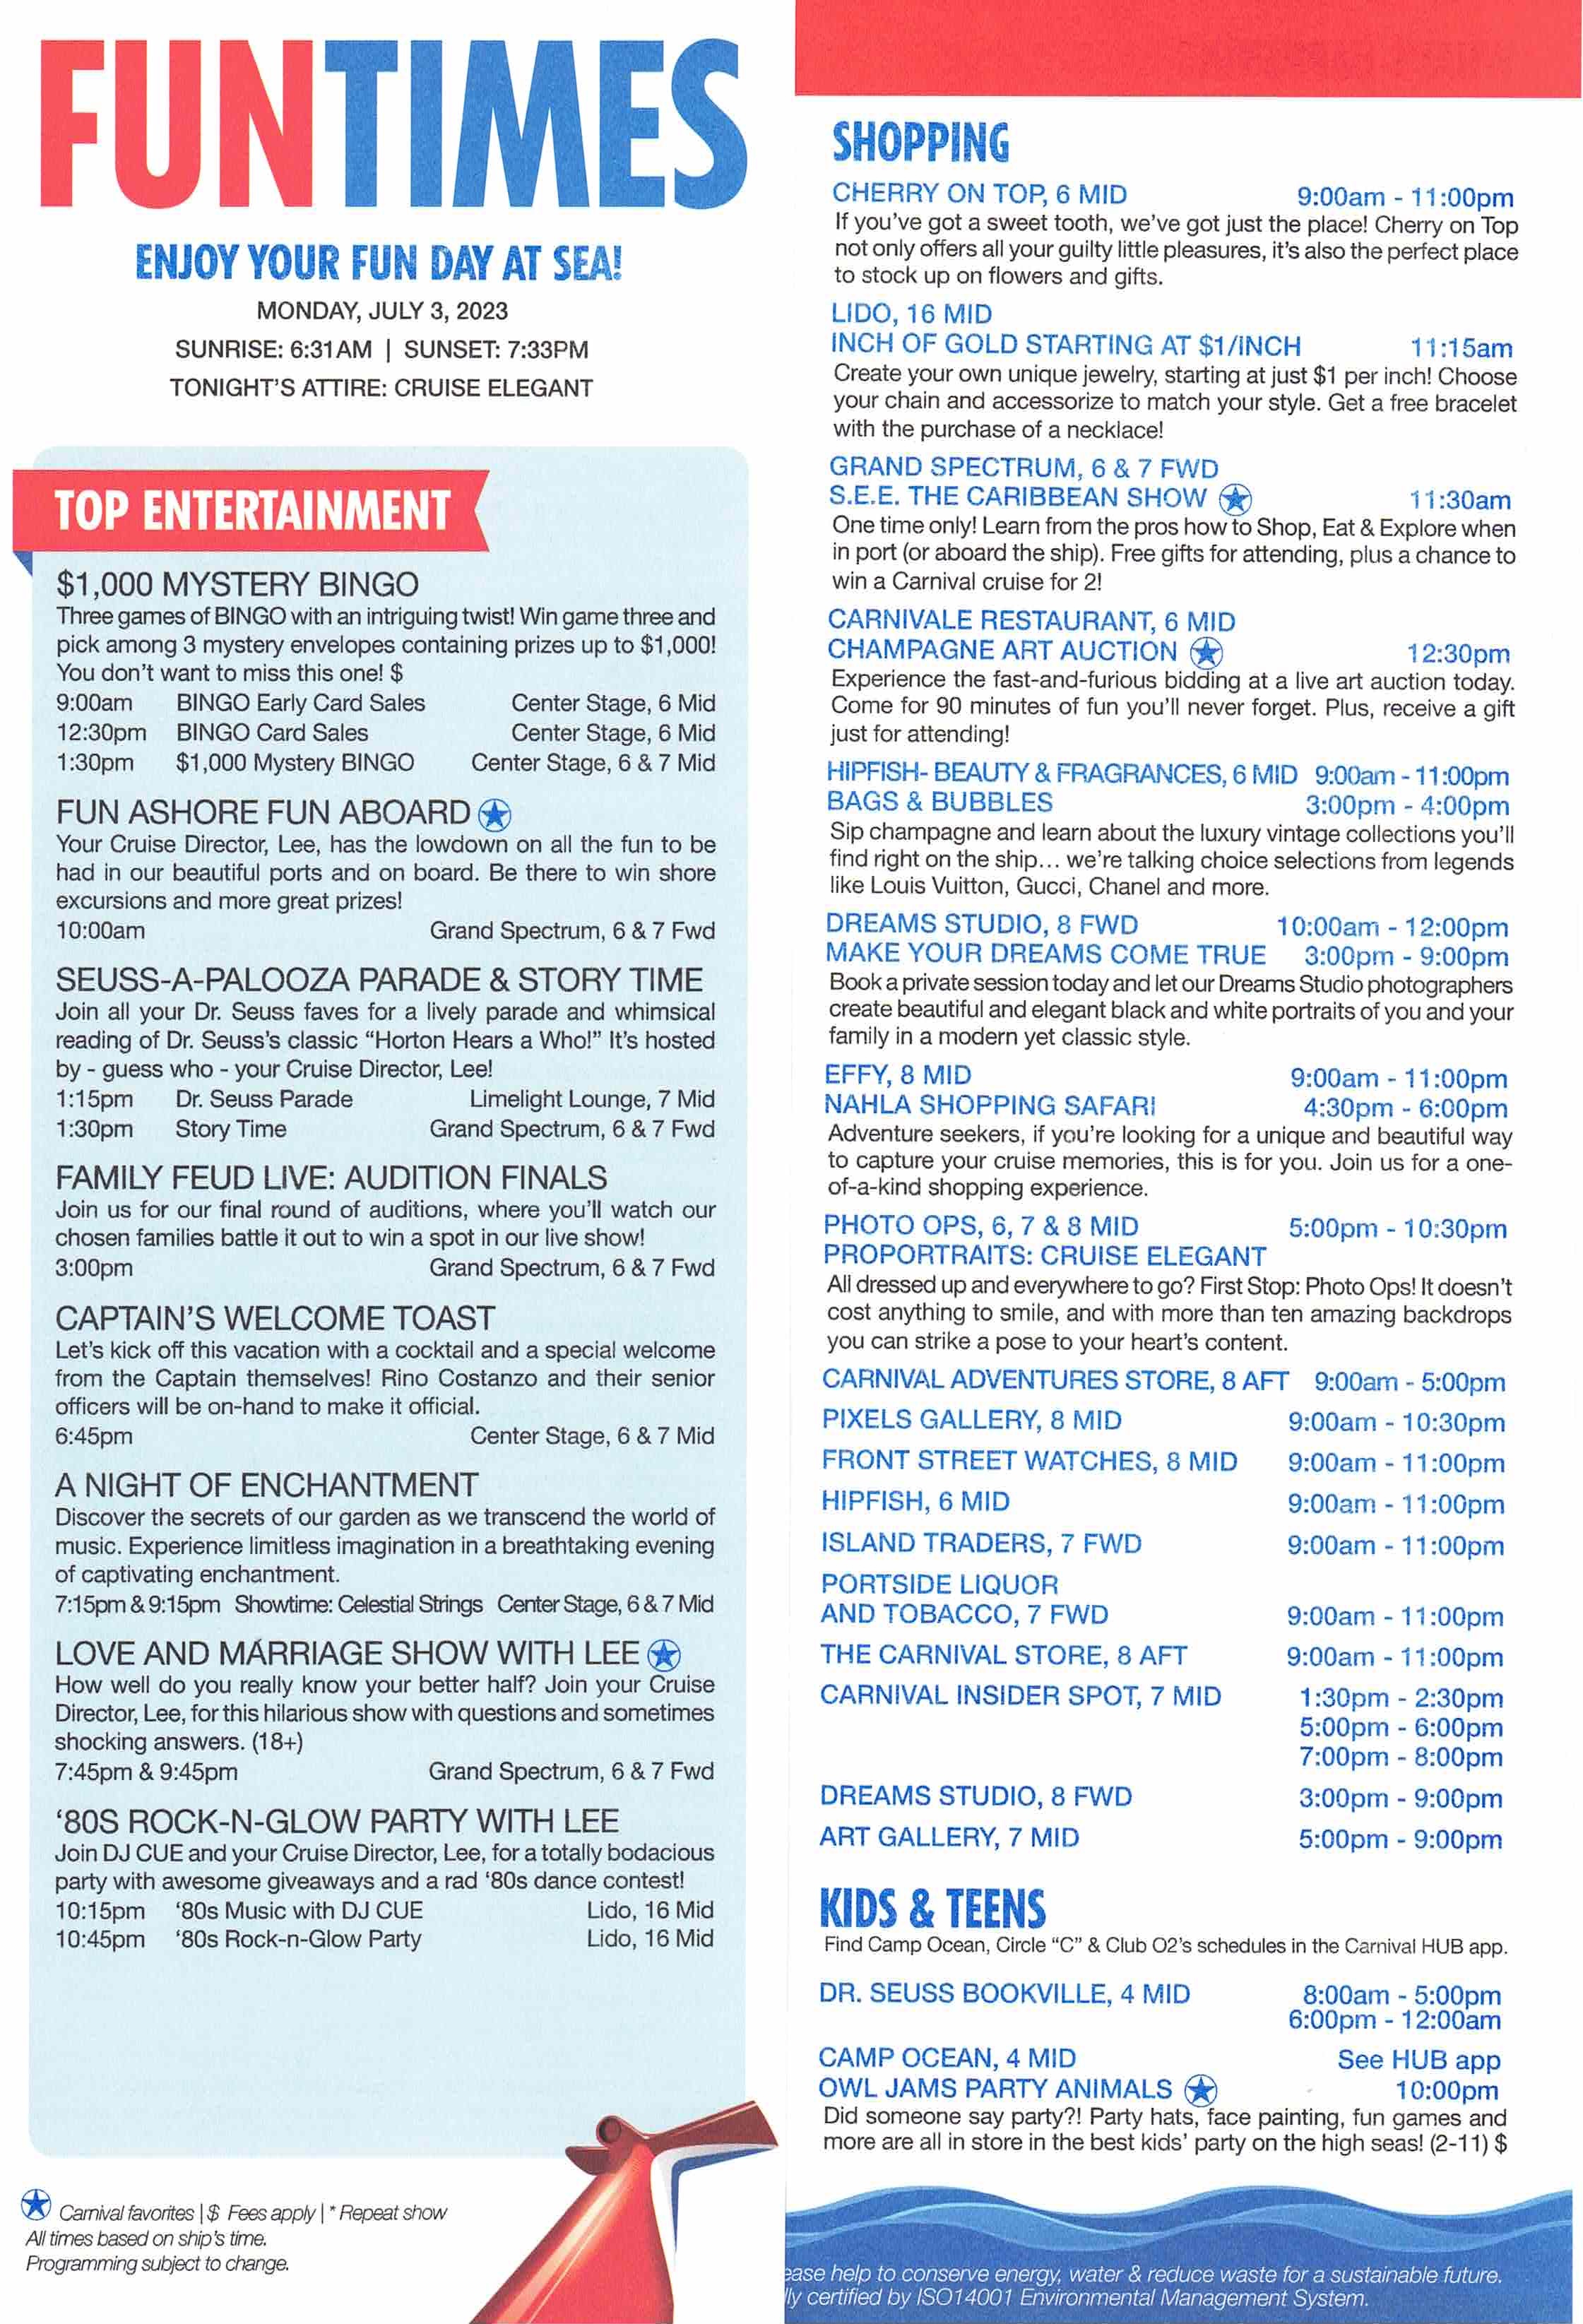 FUNTIMES
ENJOY YOUR FUN DAY AT SEA!
MONDAY, JULY 3, 2023
SUNRISE: 6:31AM | SUNSET: 7:33PM
TONIGHT'S ATTIRE: CRUISE ELEGANT
TOP ENTERTAINMENT
$1,000 MYSTERY BINGO
Three games of BINGO with an intriguing twist! Win game three and
pick among 3 mystery envelopes containing prizes up to $1,000!
You don't want to miss this one! $
9:00am BINGO Early Card Sales Center Stage, 6 Mid
12:30pm BINGO Card Sales Center Stage, 6 Mid
1:30pm $1,000 Mystery BINGO Center Stage, 6 & 7 Mid
FUN ASHORE FUN ABOARD
Your Cruise Director, Lee, has the lowdown on all the fun to be
had in our beautiful ports and on board. Be there to win shore
excursions and more great prizes!
10:00am Grand Spectrum, 6 & 7 Fwd
SEUSS-A-PALOOZA PARADE & STORY TIME
Join all your Dr. Seuss faves for a lively parade and whimsical
reading of Dr. Seuss's classic "Horton Hears a Who!" It's hosted
by - guess who - your Cruise Director, Lee!
1:15pm Dr. Seuss Parade Limelight Lounge, 7 Mid
1:30pm Story Time Grand Spectrum, 6 & 7 Fwd
FAMILY FEUD LIVE: AUDITION FINALS
Join us for our final round of auditions, where you'll watch our
chosen families battle it out to win a spot in our live show!
3:00pm Grand Spectrum, 6 & 7 Fwd
CAPTAIN'S WELCOME TOAST
Let's kick off this vacation with a cocktail and a special welcome
from the Captain themselves! Rino Costanzo and their senior
officers will be on-hand to make it official.
6:45pm Center Stage, 6 & 7 Mid
A NIGHT OF ENCHANTMENT
Discover the secrets of our garden as we transcend the world of
music. Experience limitless imagination in a breathtaking evening
of captivating enchantment.
7:15pm & 9:15pm Showtime: Celestial Strings Center Stage, 6 & 7 Mid
LOVE AND MARRIAGE SHOW WITH LEE
How well do you really know your better half? Join your Cruise
Director, Lee, for this hilarious show with questions and sometimes
shocking answers. (18+)
7:45pm & 9:45pm Grand Spectrum, 6 & 7 Fwd
'80S ROCK-N-GLOW PARTY WITH LEE
Join DJ CUE and your Cruise Director, Lee, for a totally bodacious
party with awesome giveaways and a rad '80s dance contest!
10:15pm '80s Music with DJ CUE Lido, 16 Mid
10:45pm '80s Rock-n-Glow Party Lido, 16 Mid
Carnival favorites | $ Fees apply | * Repeat show
All times based on ship's time.
Programming subject to change.
SHOPPING
CHERRY ON TOP, 6 MID 9:00am - 11:00pm
If you've got a sweet tooth, we've got just the place! Cherry on Top
not only offers all your guilty little pleasures, it's also the perfect place
to stock up on flowers and gifts.
LIDO, 16 MID
INCH OF GOLD STARTING AT $1/INCH 11:15am
Create your own unique jewelry, starting at just $1 per inch! Choose
your chain and accessorize to match your style. Get a free bracelet
with the purchase of a necklace!
GRAND SPECTRUM, 6 & 7 FWD
S.E.E. THE CARIBBEAN SHOW 11:30am
One time only! Learn from the pros how to Shop, Eat & Explore when
in port (or aboard the ship). Free gifts for attending, plus a chance to
win a Carnival cruise for 2!
CARNIVALE RESTAURANT, 6 MID
CHAMPAGNE ART AUCTION 12:30pm
Experience the fast-and-furious bidding at a live art auction today.
Come for 90 minutes of fun you'll never forget. Plus, receive a gift
just for attending!
HIPFISH- BEAUTY & FRAGRANCES, 6 MID 9:00am - 11:00pm
BAGS & BUBBLES 3:00pm - 4:00pm
Sip champagne and learn about the luxury vintage collections you'll
find right on the ship... we're talking choice selections from legends
like Louis Vuitton, Gucci, Chanel and more.
DREAMS STUDIO, 8 FWD 10:00am - 12:00pm
MAKE YOUR DREAMS COME TRUE 3:00pm - 9:00pm
Book a private session today and let our Dreams Studio photographers
create beautiful and elegant black and white portraits of you and your
family in a modern yet classic style.
EFFY, 8 MID 9:00am - 11:00pm
NAHLA SHOPPING SAFARI 4:30pm - 6:00pm
Adventure seekers, if you're looking for a unique and beautiful way
to capture your cruise memories, this is for you. Join us for a one-
of-a-kind shopping experience.
PHOTO OPS, 6, 7 & 8 MID 5:00pm - 10:30pm
PROPORTRAITS: CRUISE ELEGANT
All dressed up and everywhere to go? First Stop: Photo Ops! It doesn't
cost anything to smile, and with more than ten amazing backdrops
you can strike a pose to your heart's content.
CARNIVAL ADVENTURES STORE, 8 AFT 9:00am - 5:00pm
PIXELS GALLERY, 8 MID 9:00am - 10:30pm
FRONT STREET WATCHES, 8 MID 9:00am - 11:00pm
HIPFISH, 6 MID 9:00am - 11:00pm
ISLAND TRADERS, 7 FWD 9:00am - 11:00pm
PORTSIDE LIQUOR
AND TOBACCO, 7 FWD 9:00am - 11:00pm
THE CARNIVAL STORE, 8 AFT 9:00am - 11:00pm
CARNIVAL INSIDER SPOT, 7 MID 1:30pm - 2:30pm
5:00pm - 6:00pm
7:00pm - 8:00pm
DREAMS STUDIO, 8 FWD 3:00pm - 9:00pm
ART GALLERY, 7 MID 5:00pm - 9:00pm
KIDS & TEENS
Find Camp Ocean, Circle "C" & Club O2's schedules in the Carnival HUB app.
DR. SEUSS BOOKVILLE, 4 MID 8:00am - 5:00pm
6:00pm - 12:00am
CAMP OCEAN, 4 MID See HUB app
OWL JAMS PARTY ANIMALS 10:00pm
Did someone say party?! Party hats, face painting, fun games and
more are all in store in the best kids' party on the high seas! (2-11) $
ease help to conserve energy, water & reduce waste for a sustainable future.
lly certified by ISO14001 Environmental Management System.